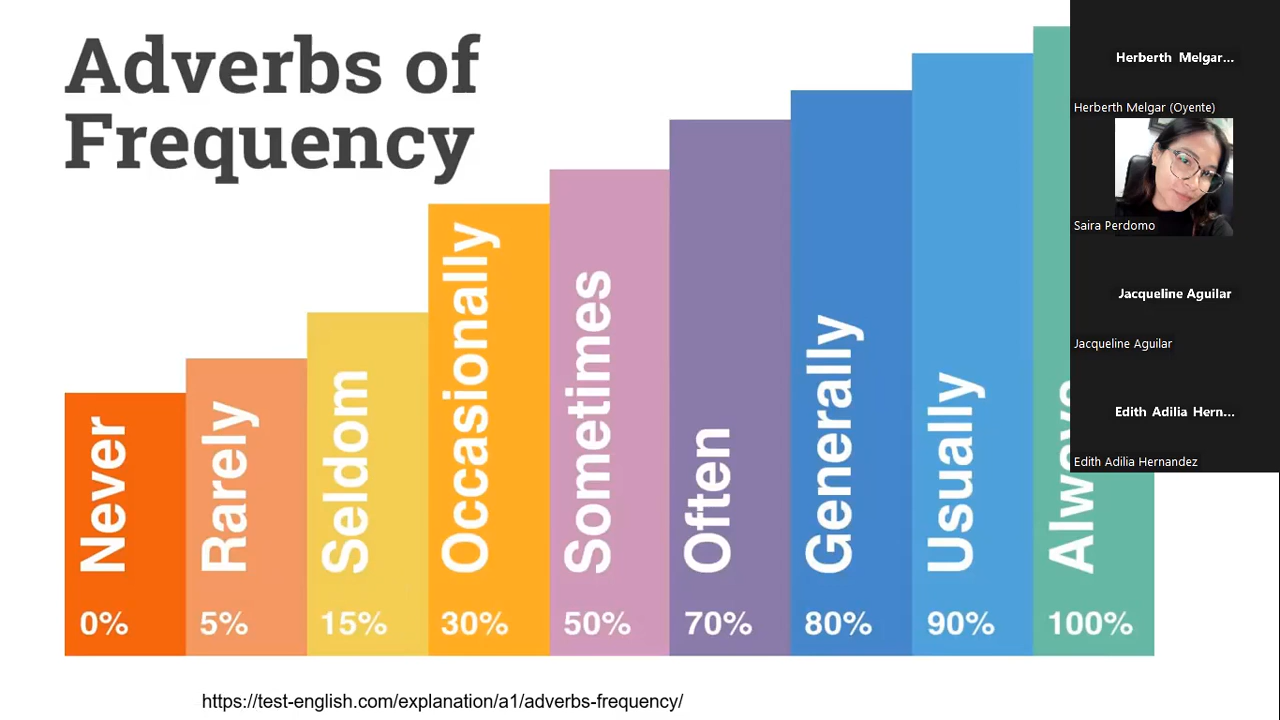 Adverbs of
Frequency
Never
Rarely
Seldom
Occasionally
Sometimes
Often
Generally
Usually
0%
5%
15%
30%
50%
70%
80%
90%
100%
https://test-english.com/explanation/a1/adverbs-frequency/
Herberth Melgar...
Herberth Melgar (Oyente)
Saira Perdomo
Jacqueline Aguilar
Jacqueline Aguilar
Edith Adilia Hern...
Edith Adilia Hernandez